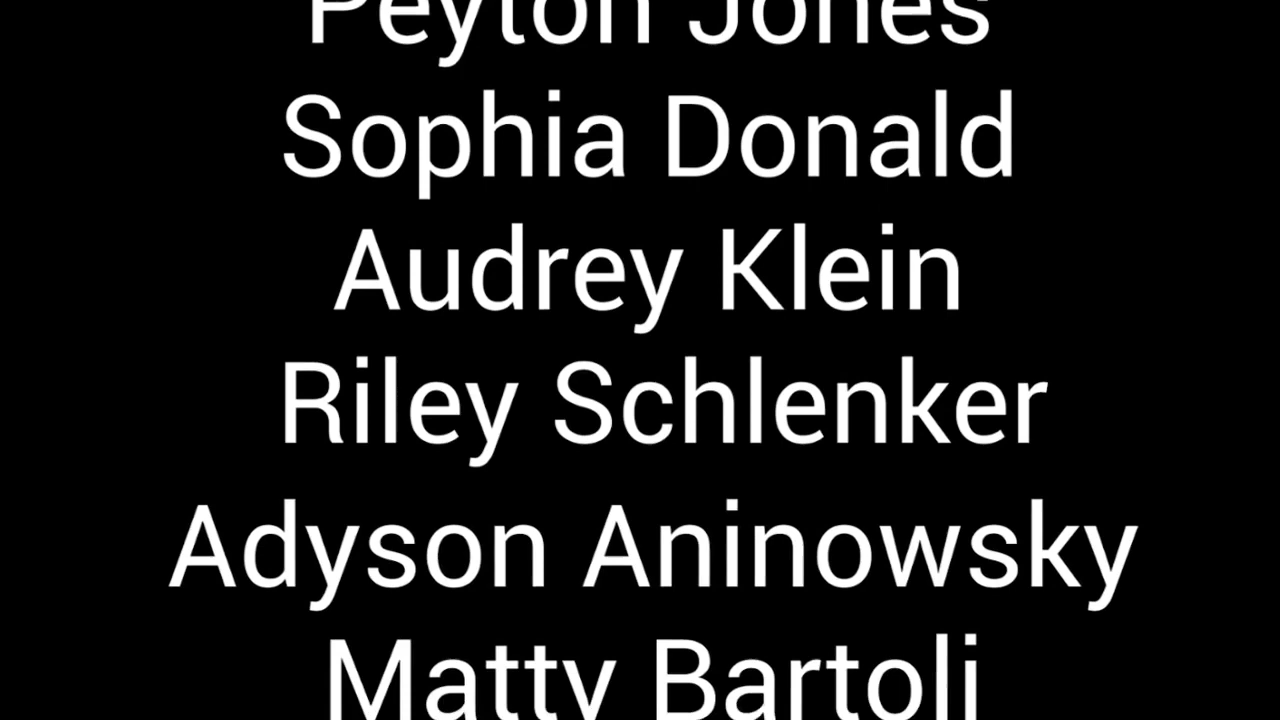 Peyton Jones
Sophia Donald
Audrey Klein
Riley Schlenker
Adyson Aninowsky
Matty Bartoli